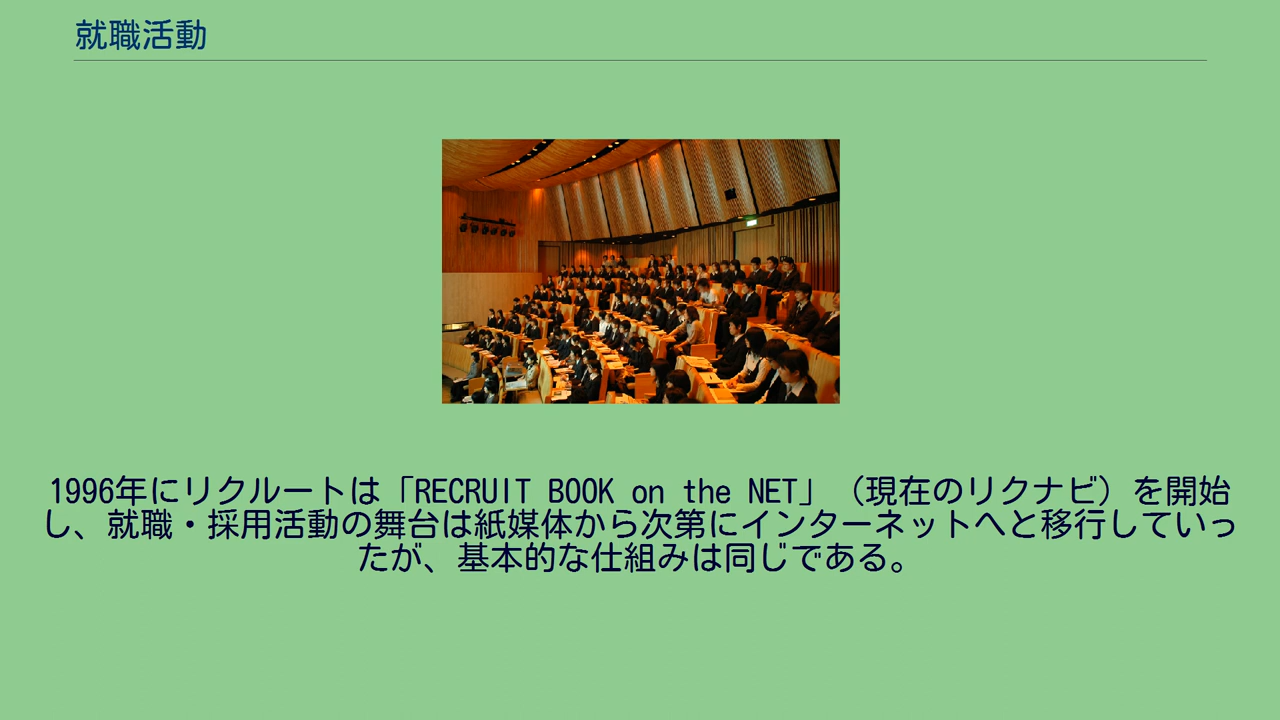 就職活動
1996年にリクルートは「RECRUIT BOOK on the NET」（現在のリクナビ）を開始
し、就職・採用活動の舞台は紙媒体から次第にインターネットへと移行していっ
たが、基本的な仕組みは同じである。